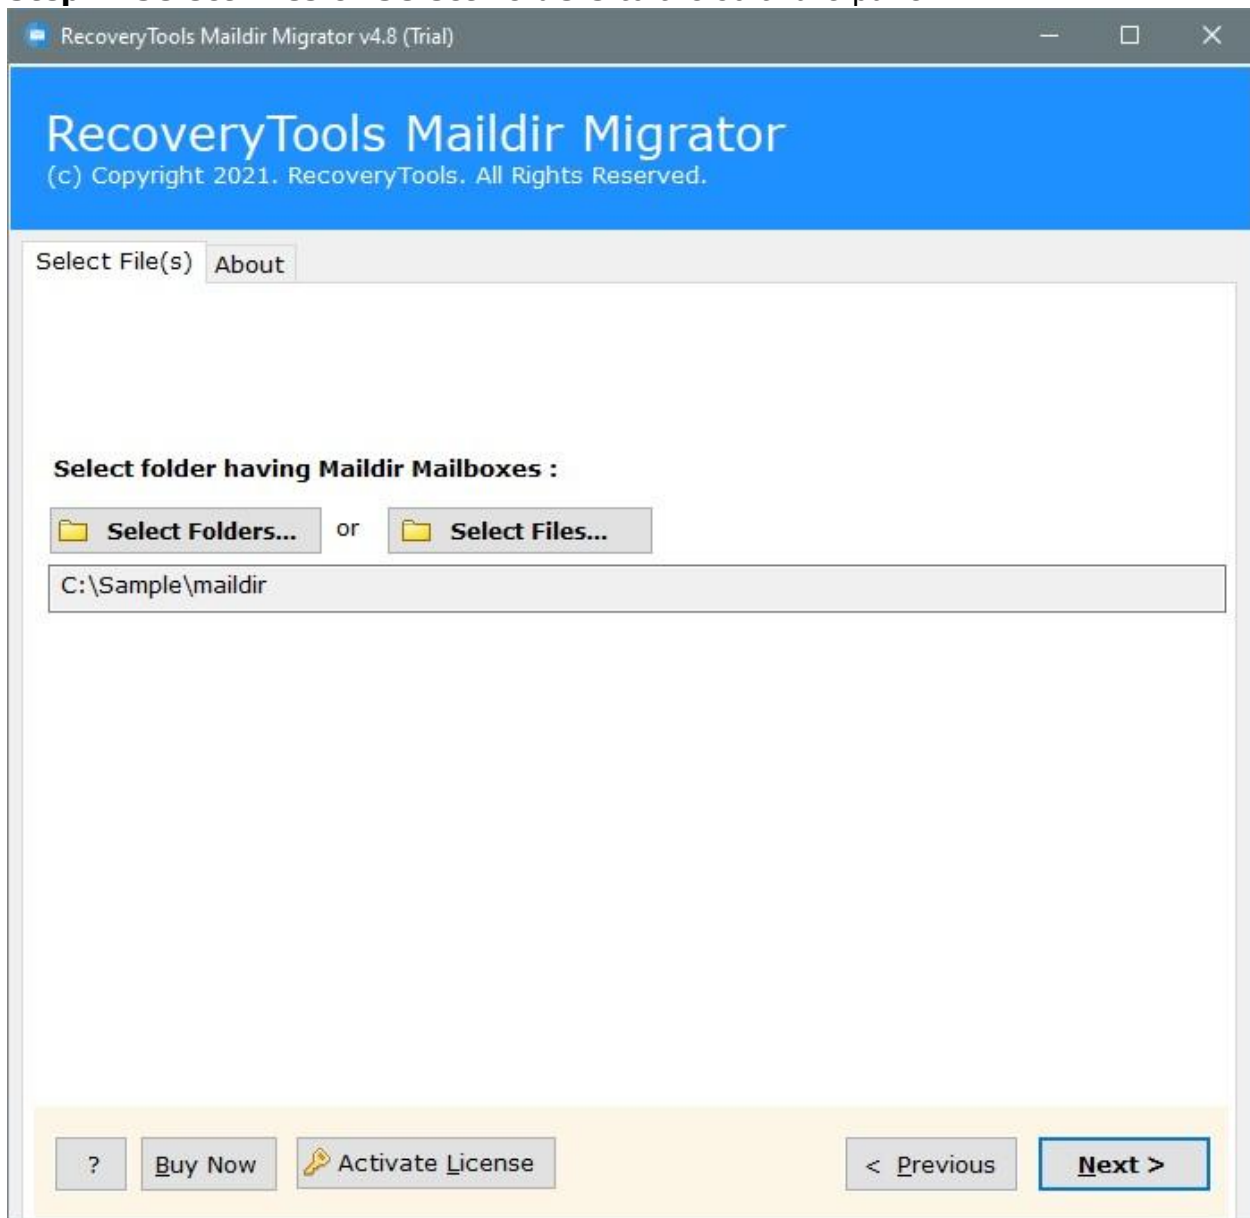 RecoveryTools Maildir Migrator v4.8 (Trial)
RecoveryTools Maildir Migrator
(c) Copyright 2021. RecoveryTools. All Rights Reserved.
Select File(s) About
Select folder having Maildir Mailboxes :
Select Folders... or Select Files...
C:\Sample\maildir
? Buy Now Activate License < Previous Next >